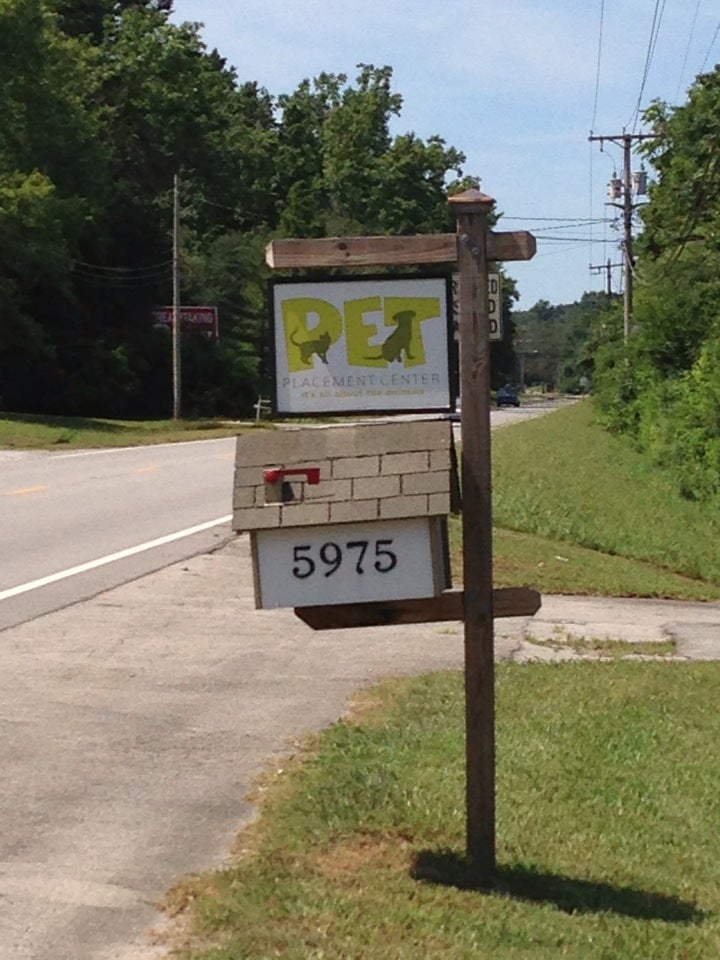 PET
PLACEMENT CENTER
it's all about the animals
5975
D
D
D